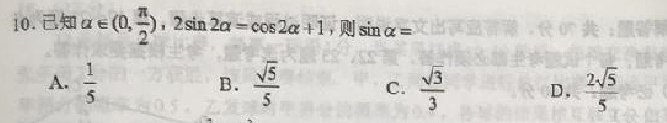 10. 已知 α∈(0, π/2), 2sin 2α = cos 2α + 1, 则 sin α =
A. 1/5 B. √5/5 C. √3/3 D. 2√5/5